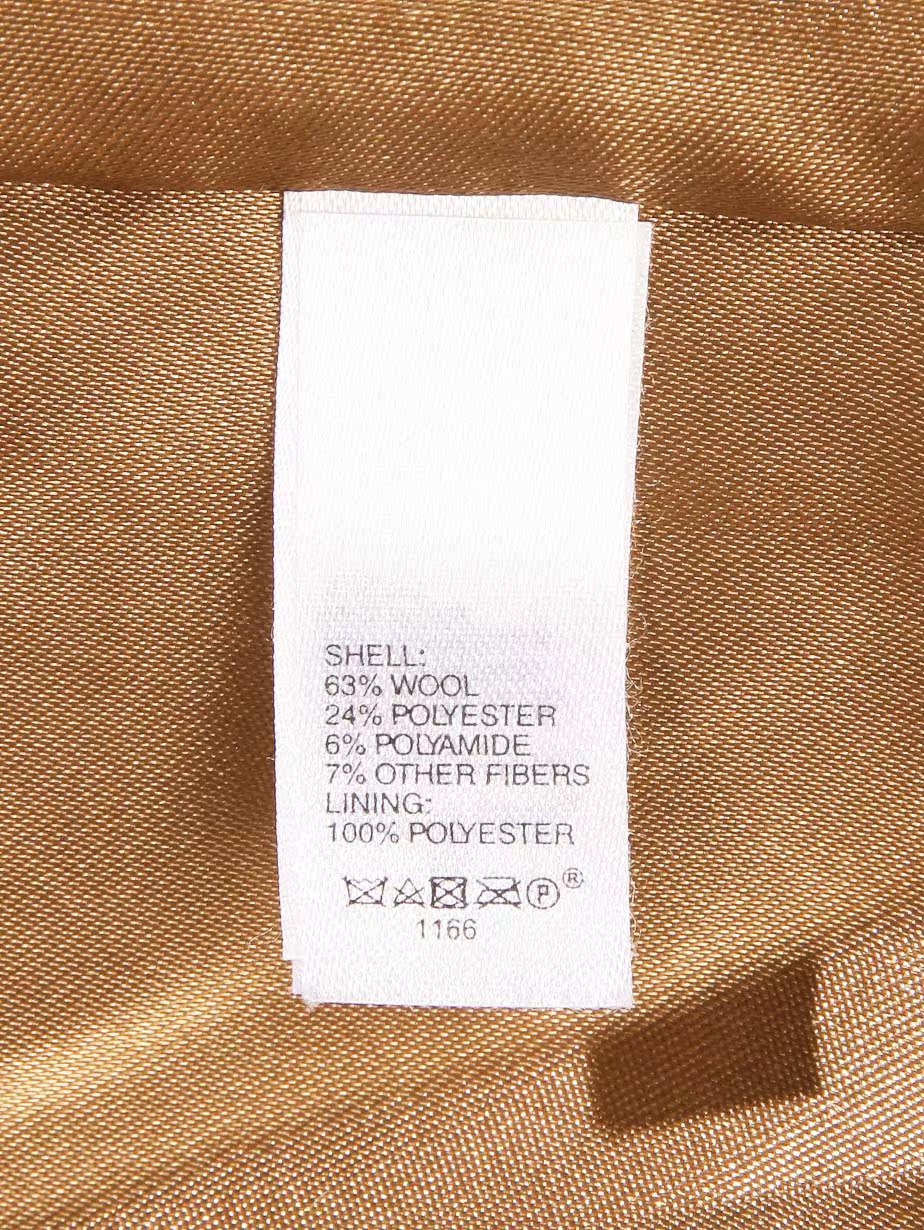 SHELL:
63% WOOL
24% POLYESTER
6% POLYAMIDE
7% OTHER FIBERS
LINING:
100% POLYESTER
P ®
1166